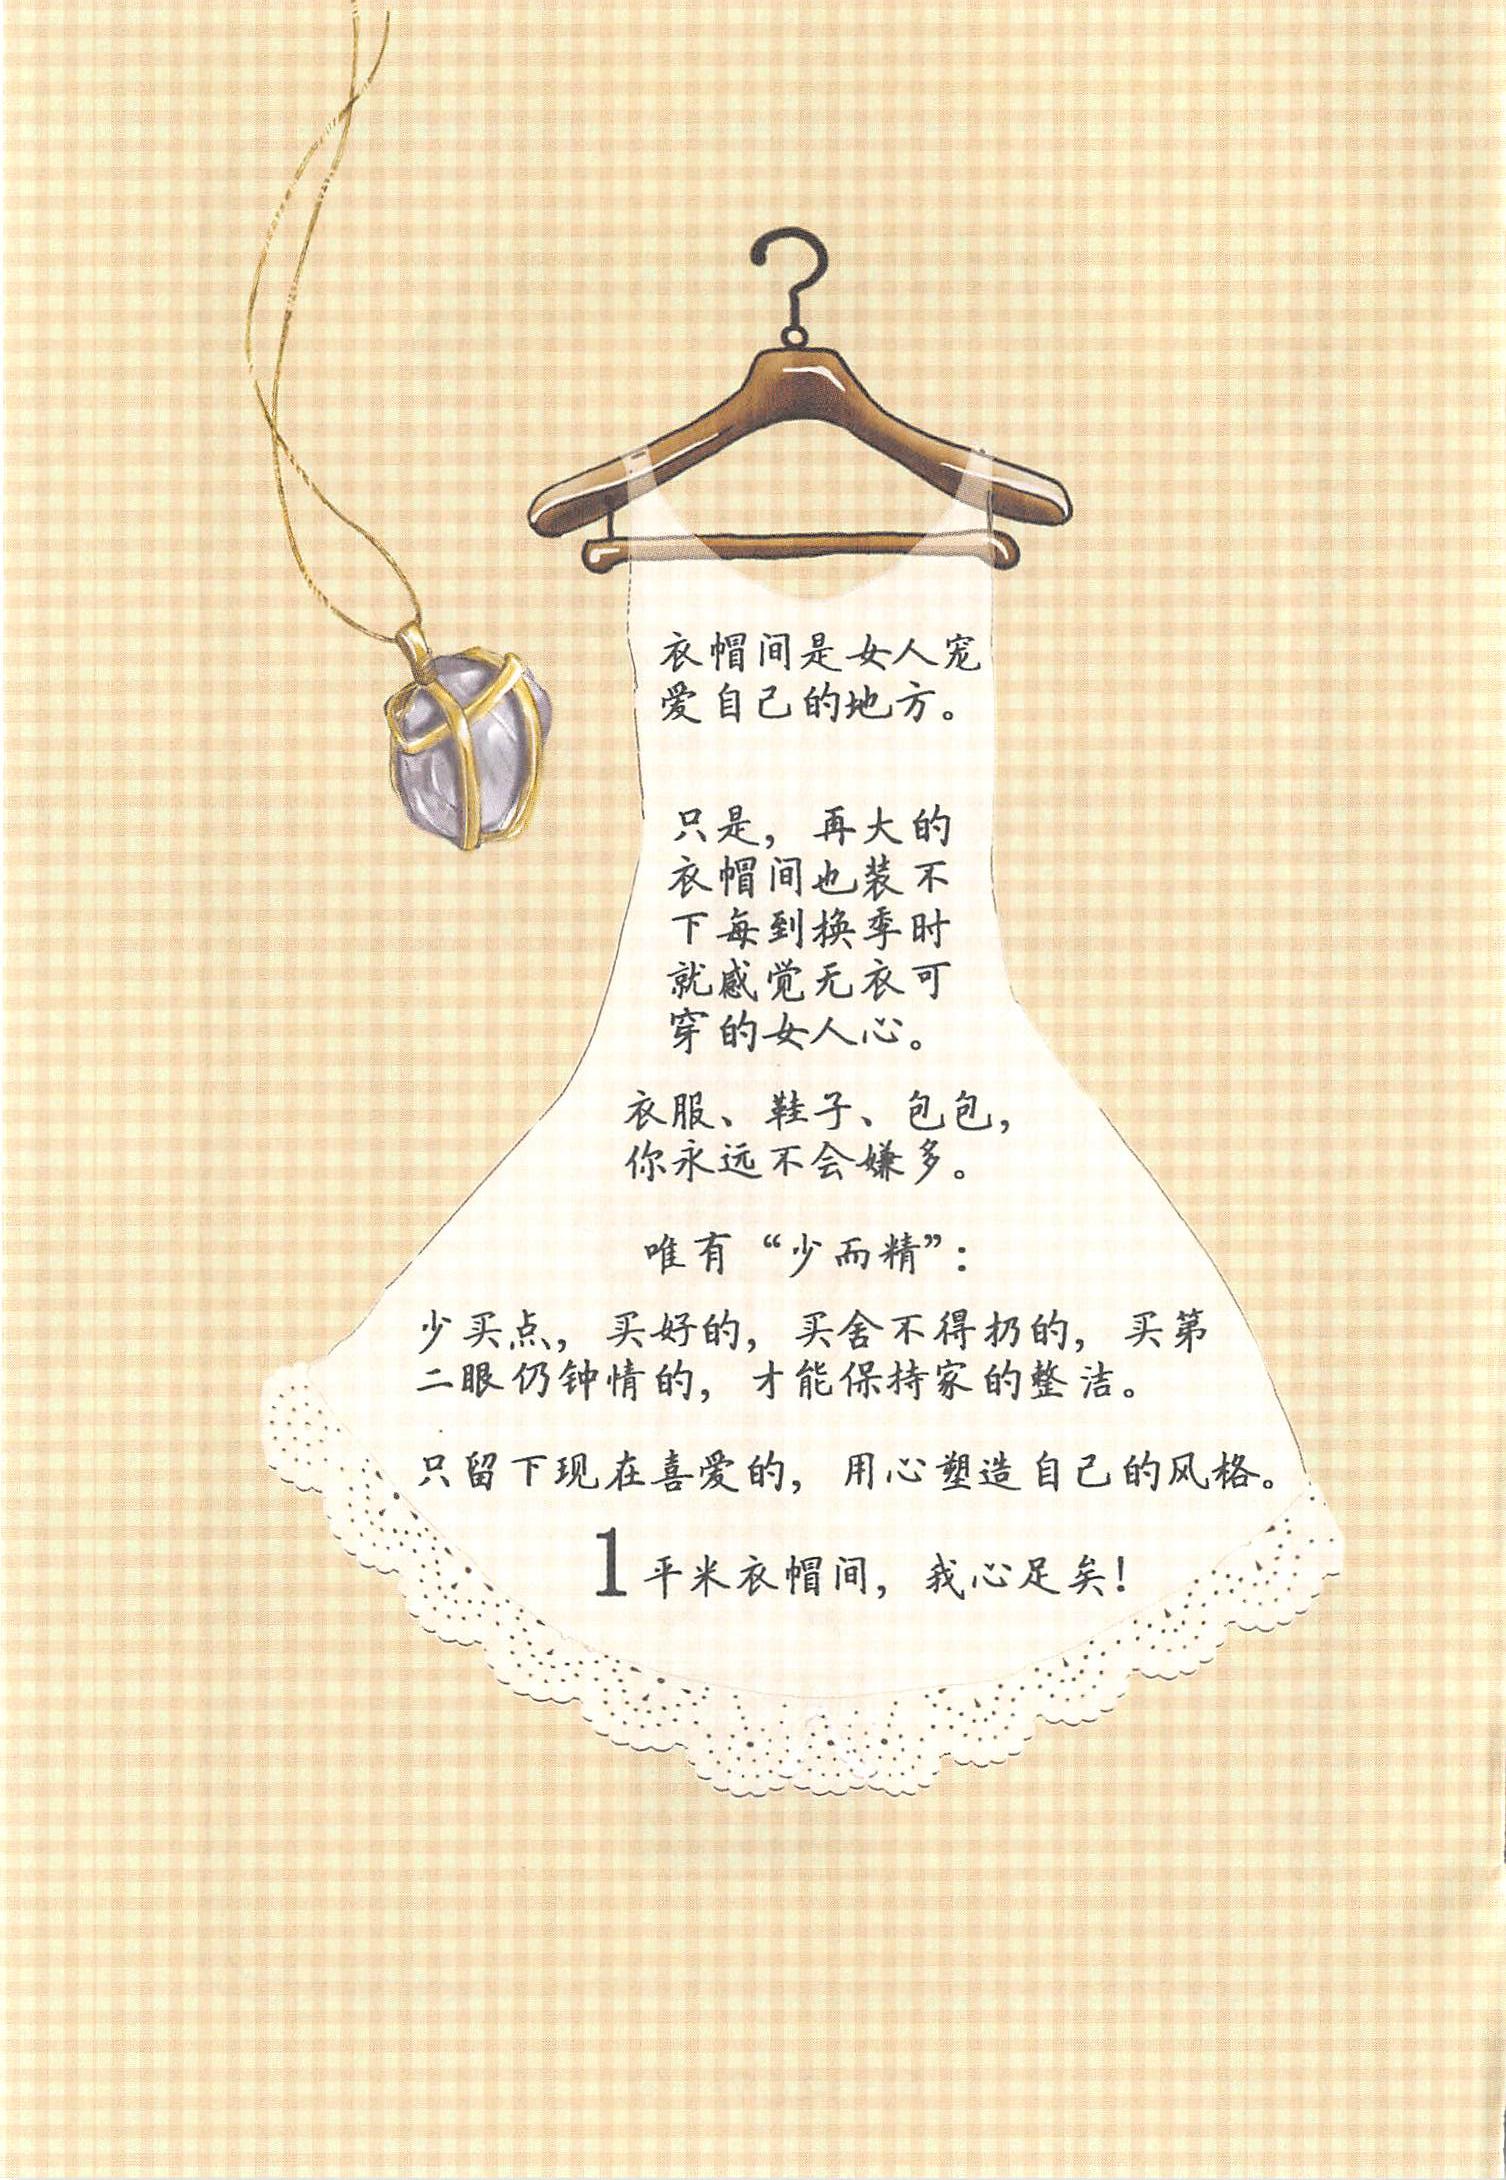 衣帽间是女人宠
爱自己的地方。
只是，再大的
衣帽间也装不
下每到换季时
就感觉无衣可
穿的女人心。
衣服、鞋子、包包，
你永远不会嫌多。
唯有“少而精”：
少买点，买好的，买舍不得扔的，买第
二眼仍钟情的，才能保持家的整洁。
只留下现在喜爱的，用心塑造自己的风格。
1平米衣帽间，我心足矣！